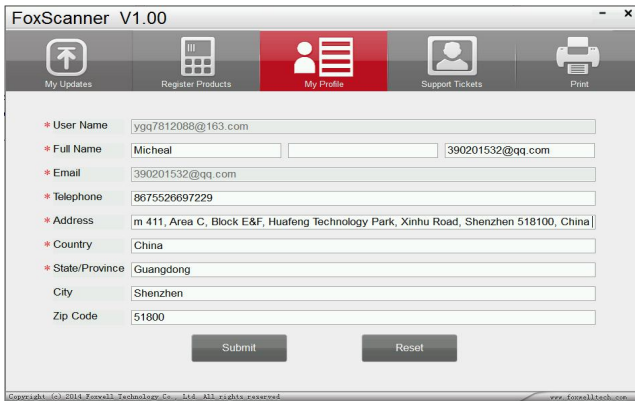 FoxScanner V1.00
My Updates Register Products My Profile Support Tickets Print
* User Name ygq7812088@163.com
* Full Name Micheal 390201532@qq.com
* Email 390201532@qq.com
* Telephone 8675526697229
* Address m 411, Area C, Block E&F, Huafeng Technology Park, Xinhu Road, Shenzhen 518100, China
* Country China
* State/Province Guangdong
City Shenzhen
Zip Code 51800
Submit Reset
Copyright (c) 2014 Foxwell Technology Co., Ltd. All rights reserved www.foxwelltech.com